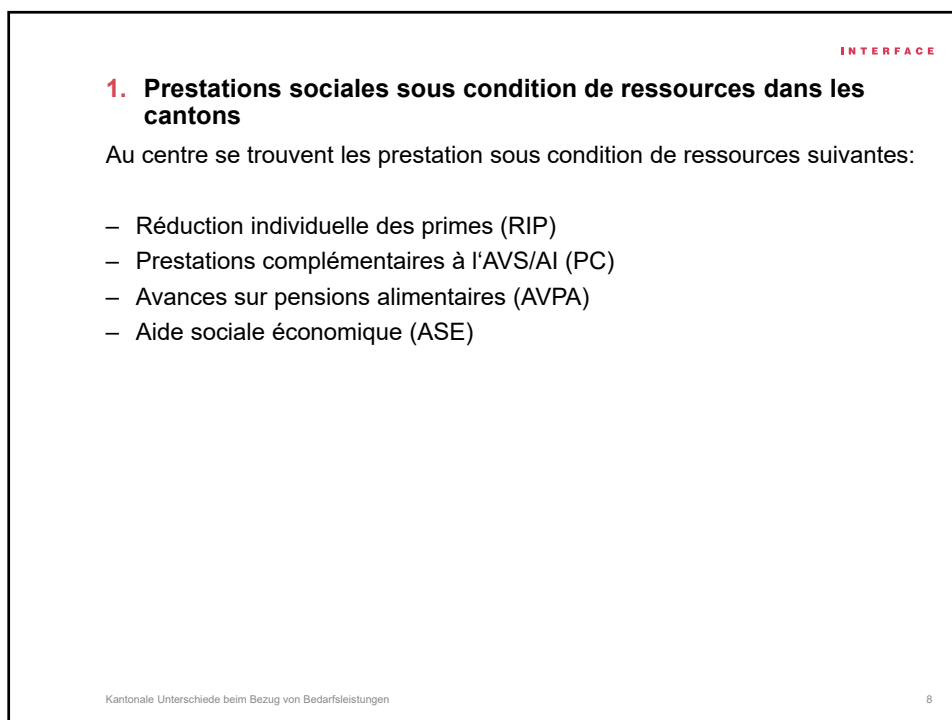 INTERFACE
1. Prestations sociales sous condition de ressources dans les
cantons
Au centre se trouvent les prestation sous condition de ressources suivantes:
– Réduction individuelle des primes (RIP)
– Prestations complémentaires à l‘AVS/AI (PC)
– Avances sur pensions alimentaires (AVPA)
– Aide sociale économique (ASE)
Kantonale Unterschiede beim Bezug von Bedarfsleistungen 8